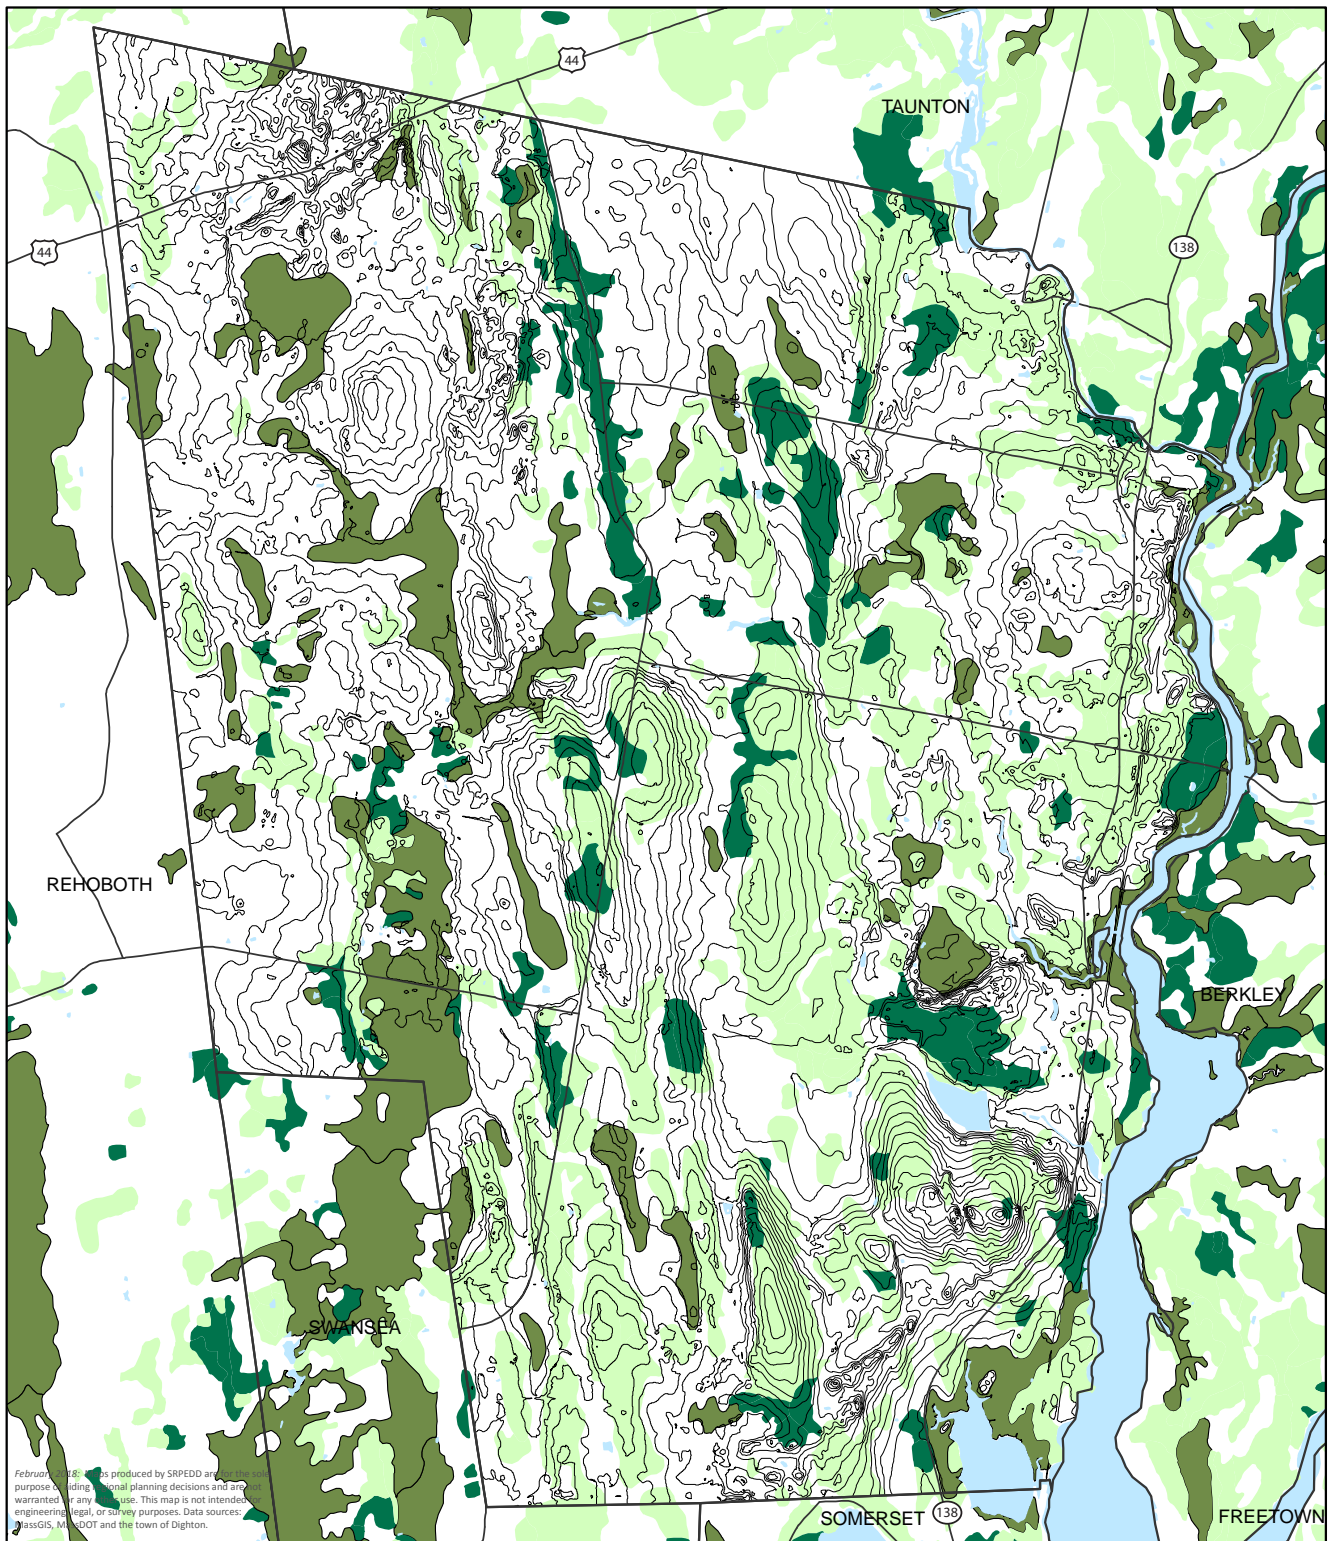 44
TAUNTON
138
44
REHOBOTH
BERKLEY
SWANSEA
February 2018: Maps produced by SRPEDD are for the sole
purpose of aiding regional planning decisions and are not
warranted for any other use. This map is not intended for
engineering, legal, or survey purposes. Data sources:
MassGIS, MassDOT and the town of Dighton.
SOMERSET
138
FREETOWN